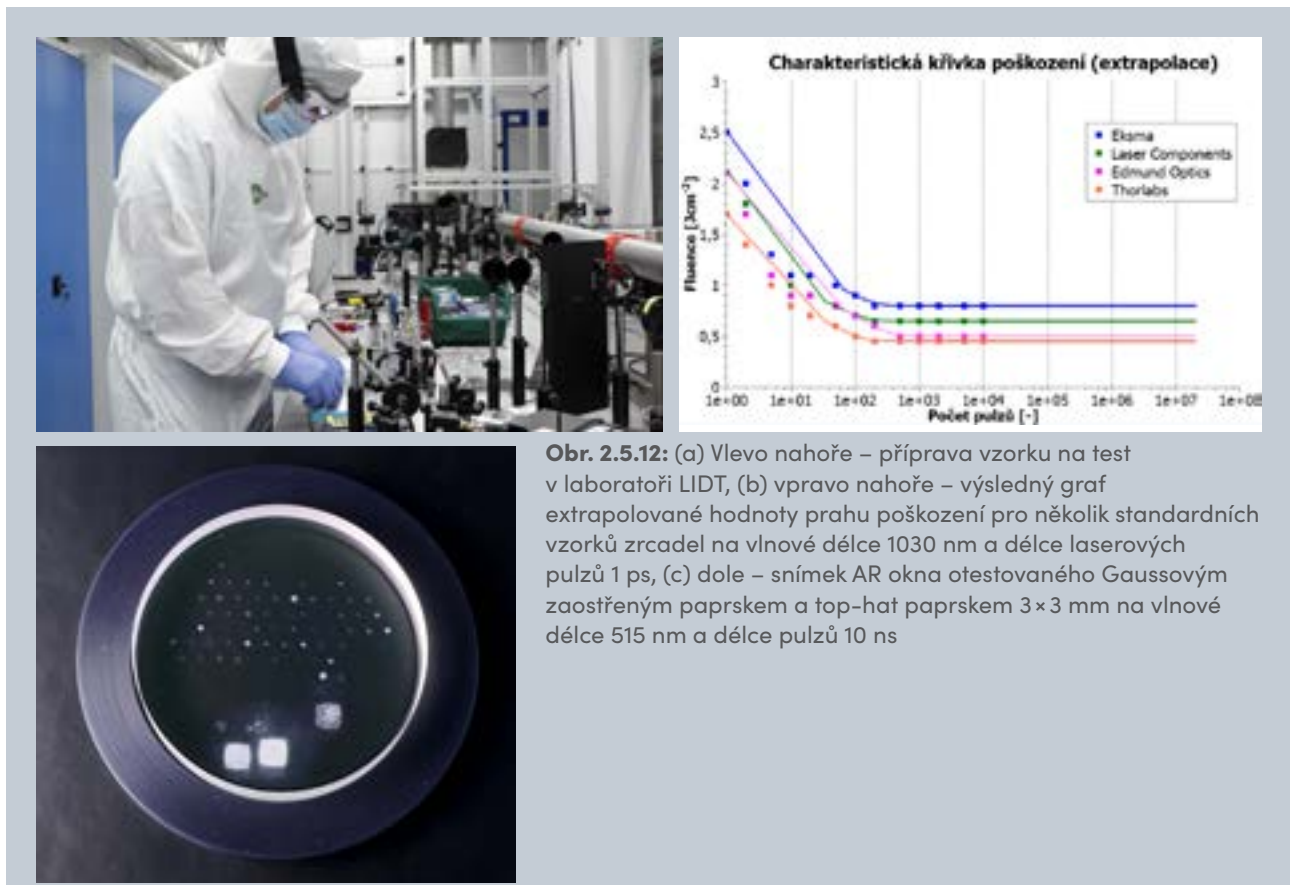 Charakteristická křivka poškození (extrapolace)
3
2,5
2
1,5
1
0,5
0
Fluence [Jcm⁻²]
Eksma
Laser Components
Edmund Optics
Thorlabs
1e+00 1e+01 1e+02 1e+03 1e+04 1e+05 1e+06 1e+07 1e+08
Počet pulzů [-]
Obr. 2.5.12: (a) Vlevo nahoře – příprava vzorku na test
v laboratoři LIDT, (b) vpravo nahoře – výsledný graf
extrapolované hodnoty prahu poškození pro několik standardních
vzorků zrcadel na vlnové délce 1030 nm a délce laserových
pulzů 1 ps, (c) dole – snímek AR okna otestovaného Gaussovým
zaostřeným paprskem a top-hat paprskem 3 × 3 mm na vlnové
délce 515 nm a délce pulzů 10 ns